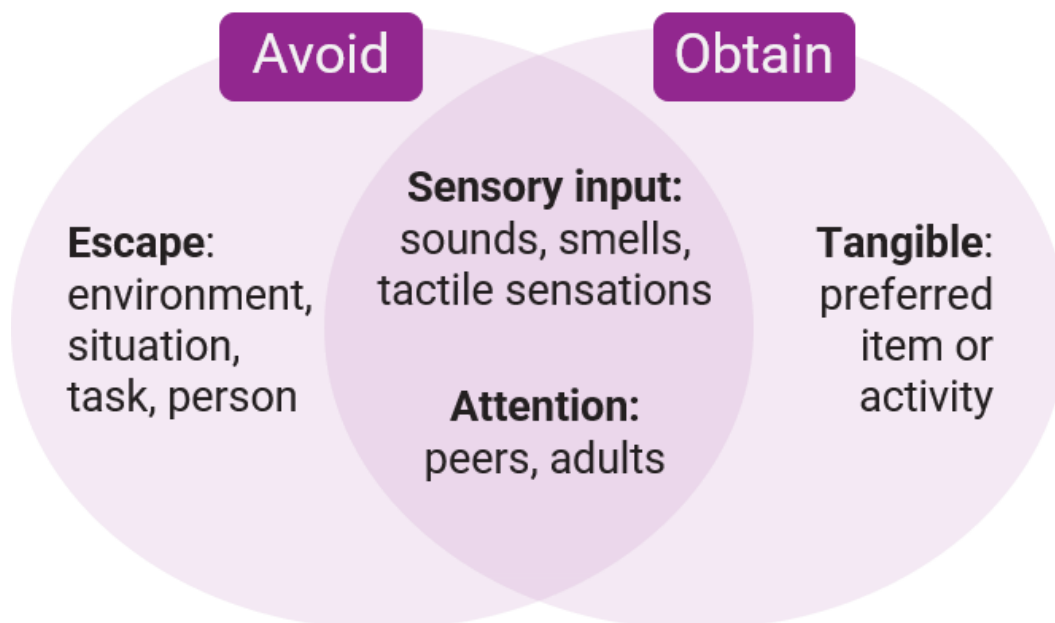 Avoid
Obtain
Escape:
environment,
situation,
task, person
Sensory input:
sounds, smells,
tactile sensations
Attention:
peers, adults
Tangible:
preferred
item or
activity